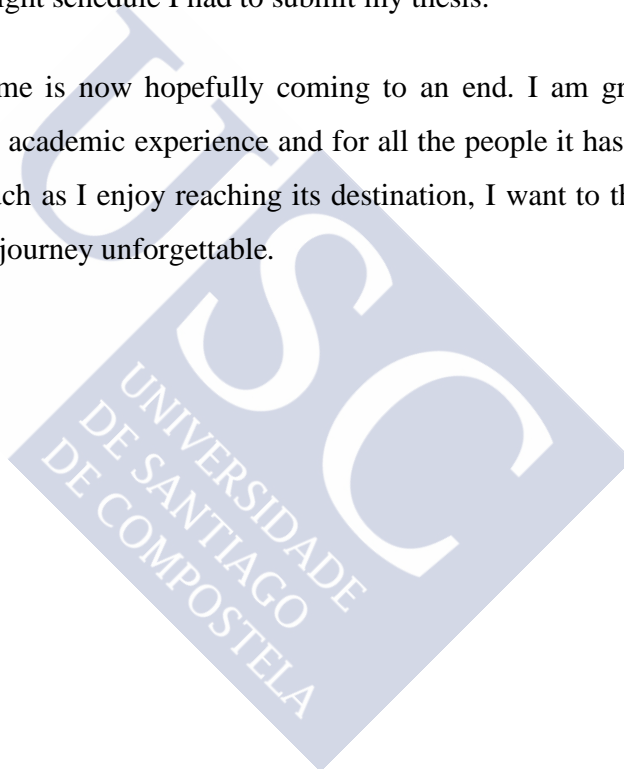 ight schedule I had to submit my thesis.
me is now hopefully coming to an end. I am gr
academic experience and for all the people it has
uch as I enjoy reaching its destination, I want to th
journey unforgettable.
USC
UNIVERSIDADE
DE SANTIAGO
DE COMPOSTELA